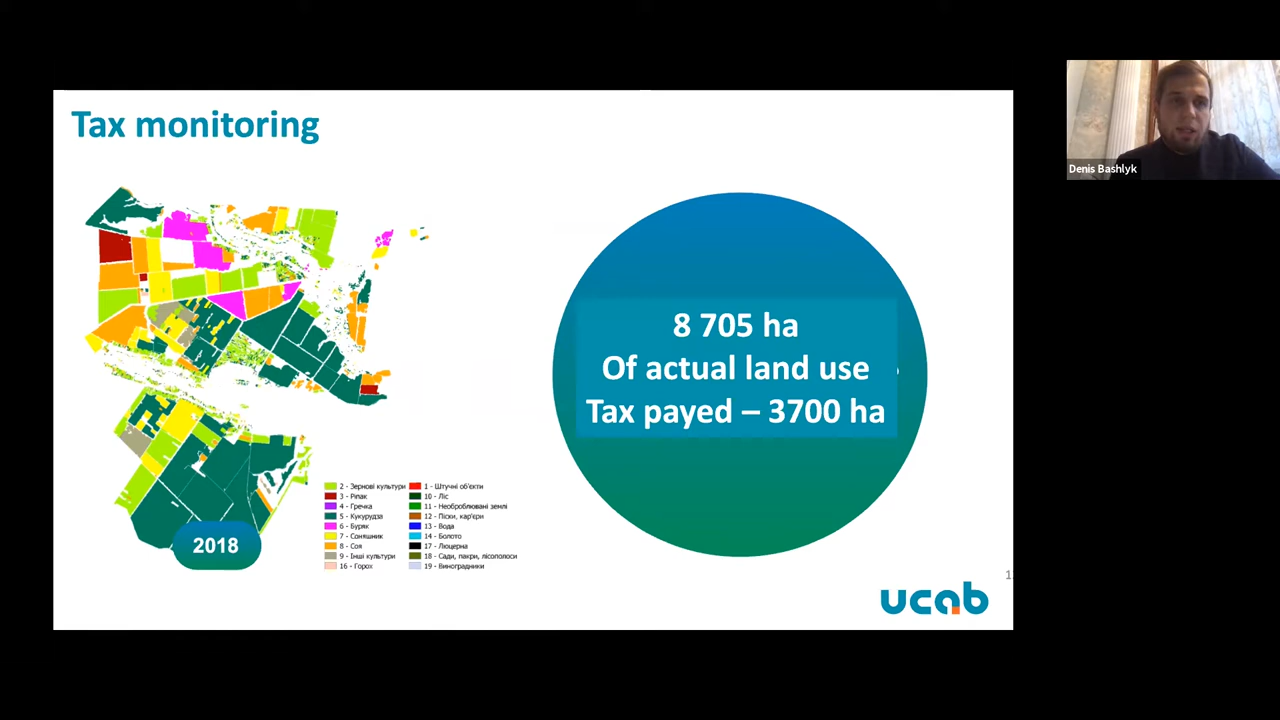 Tax monitoring
Denis Bashlyk
8 705 ha
Of actual land use
Tax payed – 3700 ha
2 - Зернові культури
3 - Ріпак
4 - Гречка
5 - Кукурудза
6 - Буряк
7 - Соняшник
8 - Соя
9 - Інші культури
16 - Горох
1 - Штучні об'єкти
10 - Ліс
11 - Необроблювані землі
12 - Піски, кар'єри
13 - Вода
14 - Болото
17 - Люцерна
18 - Сади, парки, лісополоси
19 - Виноградники
2018
ucab